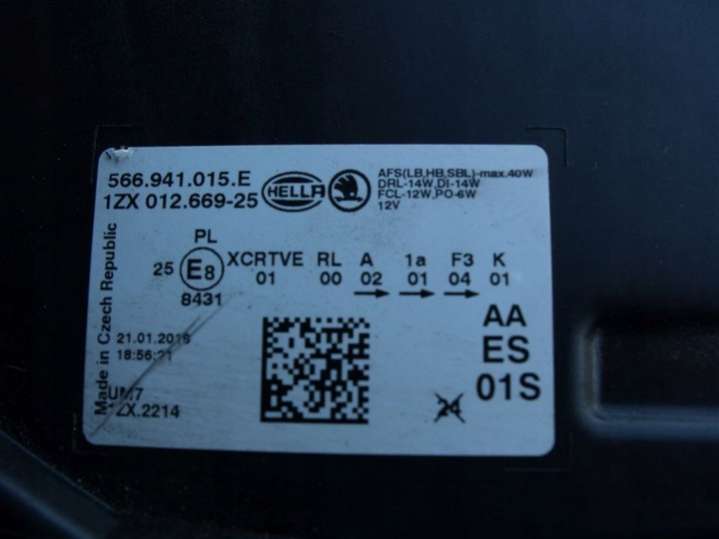 566.941.015.E
1ZX 012.669-25
HELLA
AFS(LB,HB,SBL)-max.40W
DRL-14W,DI-14W
FCL-12W,PO-6W
12V
PL
25 E8
8431
XCRTVE RL A 1a F3 K
01 00 02 01 04 01
Made in Czech Republic
21.01.2019
18:56:21
UM7
1ZX.2214
AA
ES
01S
24